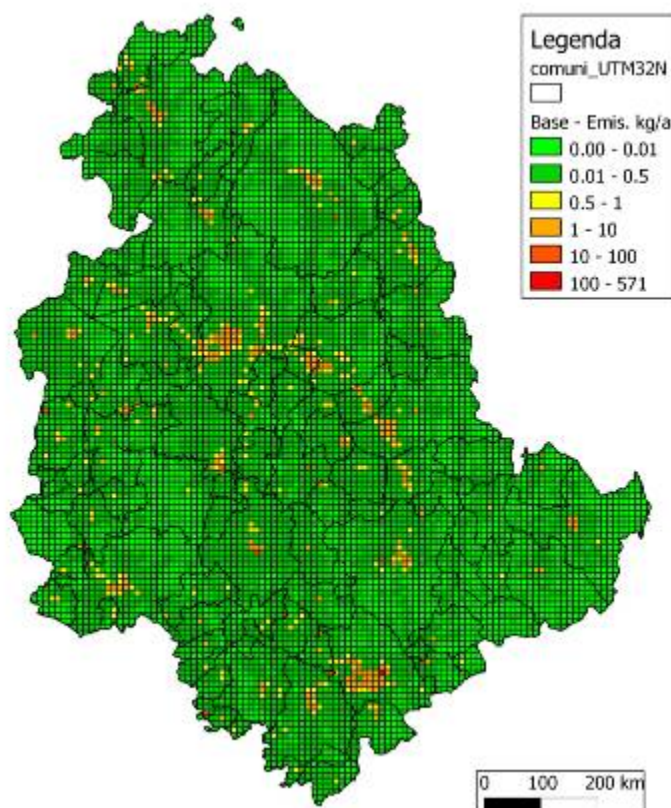 Legenda
comuni_UTM32N
Base - Emis. kg/a
0.00 - 0.01
0.01 - 0.5
0.5 - 1
1 - 10
10 - 100
100 - 571
0 100 200 km